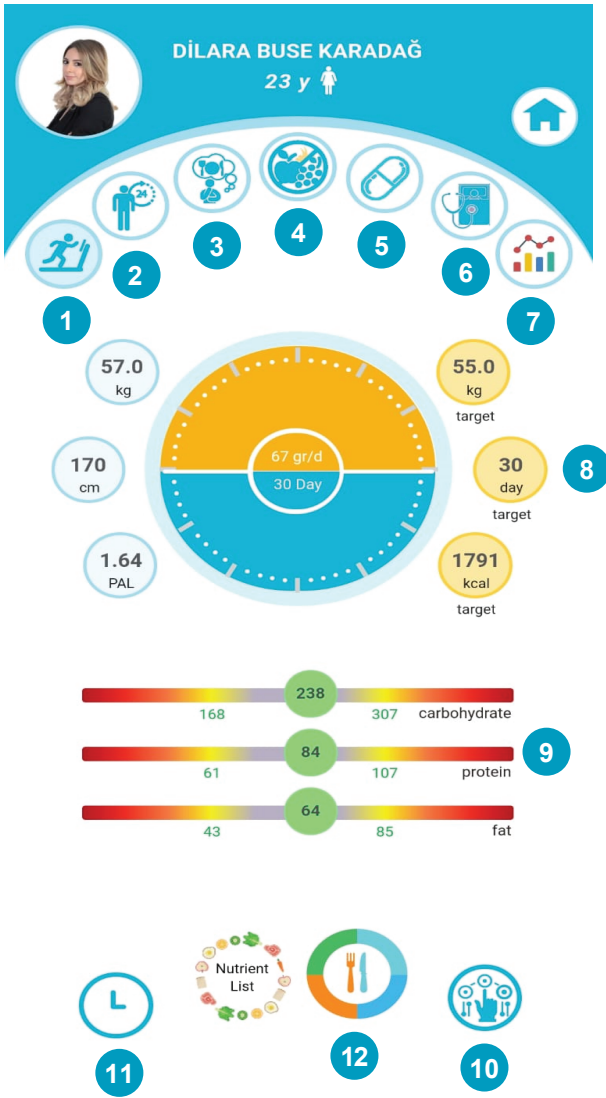 DİLARA BUSE KARADAĞ
23 y
24
1
2
3
4
5
6
7
57.0
kg
55.0
kg
target
67 gr/d
30 Day
170
cm
30
day
target
8
1.64
PAL
1791
kcal
target
238
168
307
carbohydrate
84
61
107
protein
9
64
43
85
fat
Nutrient
List
11
12
10